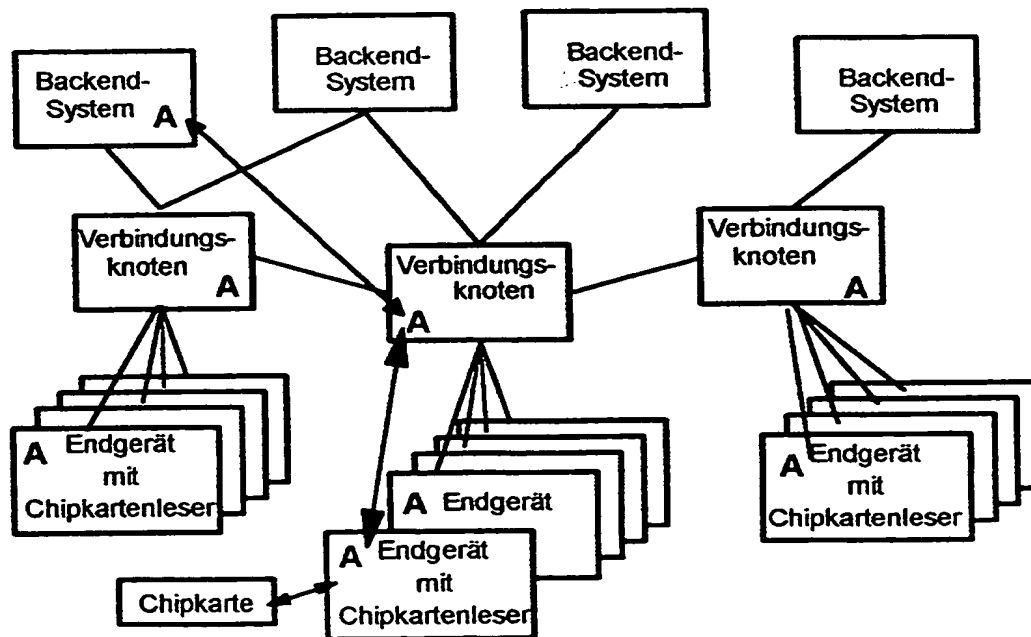 Backend-
System
A
Backend-
System
Backend-
System
Backend-
System
Verbindungs-
knoten
A
Verbindungs-
knoten
A
Verbindungs-
knoten
A
A Endgerät
mit
Chipkartenleser
A Endgerät
A Endgerät
mit
Chipkartenleser
A Endgerät
mit
Chipkartenleser
Chipkarte